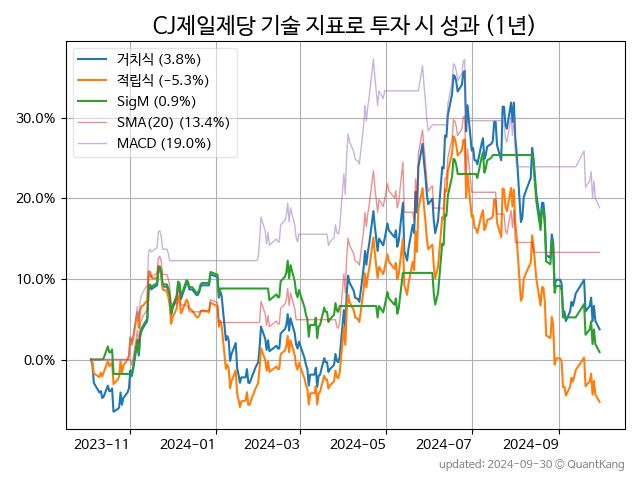 CJ제일제당 기술 지표로 투자 시 성과 (1년)
거치식 (3.8%)
적립식 (-5.3%)
SigM (0.9%)
SMA(20) (13.4%)
MACD (19.0%)
30.0%
20.0%
10.0%
0.0%
2023-11 2024-01 2024-03 2024-05 2024-07 2024-09
updated: 2024-09-30 © QuantKang